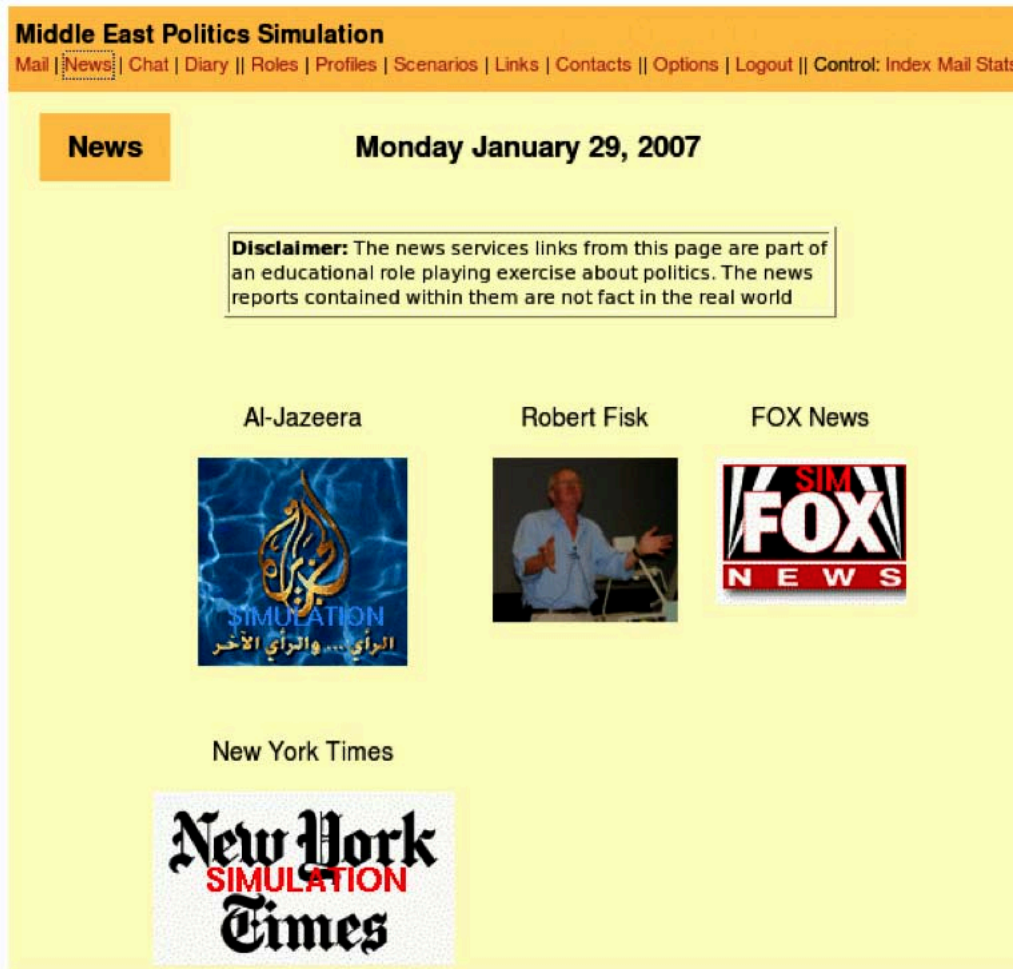 Middle East Politics Simulation
Mail | News | Chat | Diary || Roles | Profiles | Scenarios | Links | Contacts || Options | Logout || Control: Index Mail Stats
News
Monday January 29, 2007
Disclaimer: The news services links from this page are part of
an educational role playing exercise about politics. The news
reports contained within them are not fact in the real world
Al-Jazeera
Robert Fisk
FOX News
الجزيرة
SIMULATION
الرأي ... والرأي الآخر
SIM
FOX
NEWS
New York Times
New York
SIMULATION
Times